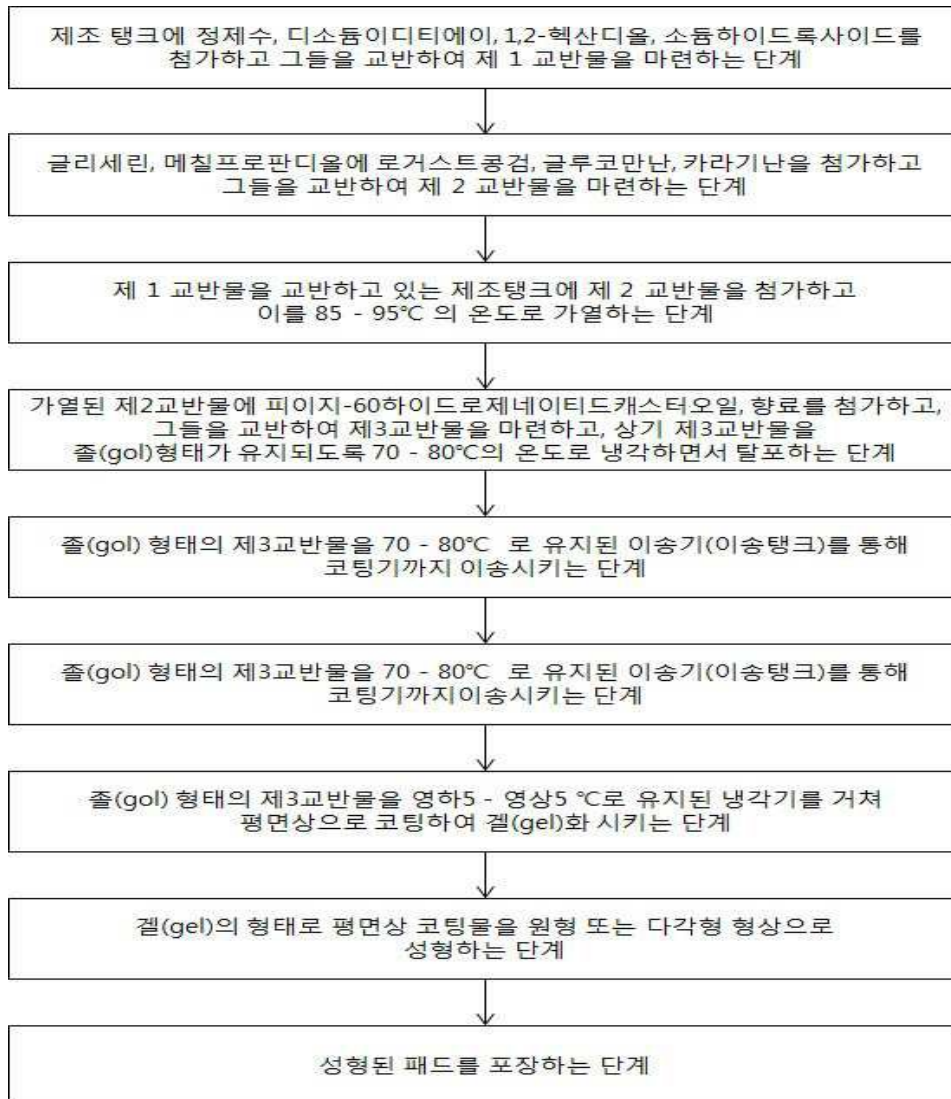 제조 탱크에 정제수, 디소듐이디티에이, 1,2-헥산디올, 소듐하이드록사이드를
첨가하고 그들을 교반하여 제 1 교반물을 마련하는 단계
글리세린, 메칠프로판디올에 로거스트콩검, 글루코만난, 카라기난을 첨가하고
그들을 교반하여 제 2 교반물을 마련하는 단계
제 1 교반물을 교반하고 있는 제조탱크에 제 2 교반물을 첨가하고
이를 85 - 95℃ 의 온도로 가열하는 단계
가열된 제2교반물에 피이지-60하이드로제네이티드캐스터오일, 향료를 첨가하고,
그들을 교반하여 제3교반물을 마련하고, 상기 제3교반물을
졸(gol)형태가 유지되도록 70 - 80℃의 온도로 냉각하면서 탈포하는 단계
졸(gol) 형태의 제3교반물을 70 - 80℃ 로 유지된 이송기(이송탱크)를 통해
코팅기까지 이송시키는 단계
졸(gol) 형태의 제3교반물을 70 - 80℃ 로 유지된 이송기(이송탱크)를 통해
코팅기까지이송시키는 단계
졸(gol) 형태의 제3교반물을 영하5 - 영상5 ℃로 유지된 냉각기를 거쳐
평면상으로 코팅하여 겔(gel)화 시키는 단계
겔(gel)의 형태로 평면상 코팅물을 원형 또는 다각형 형상으로
성형하는 단계
성형된 패드를 포장하는 단계